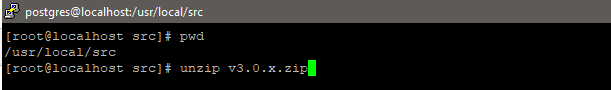 postgres@localhost:/usr/local/src
[root@localhost src]# pwd
/usr/local/src
[root@localhost src]# unzip v3.0.x.zip